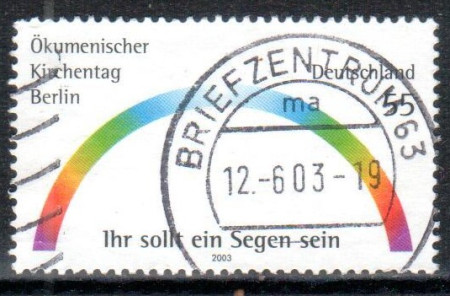 Ökumenischer
Kirchentag
Berlin
Deutschland
55
BRIEFZENTRUM 63
ma
12.-6.03-19
Ihr sollt ein Segen sein
2003